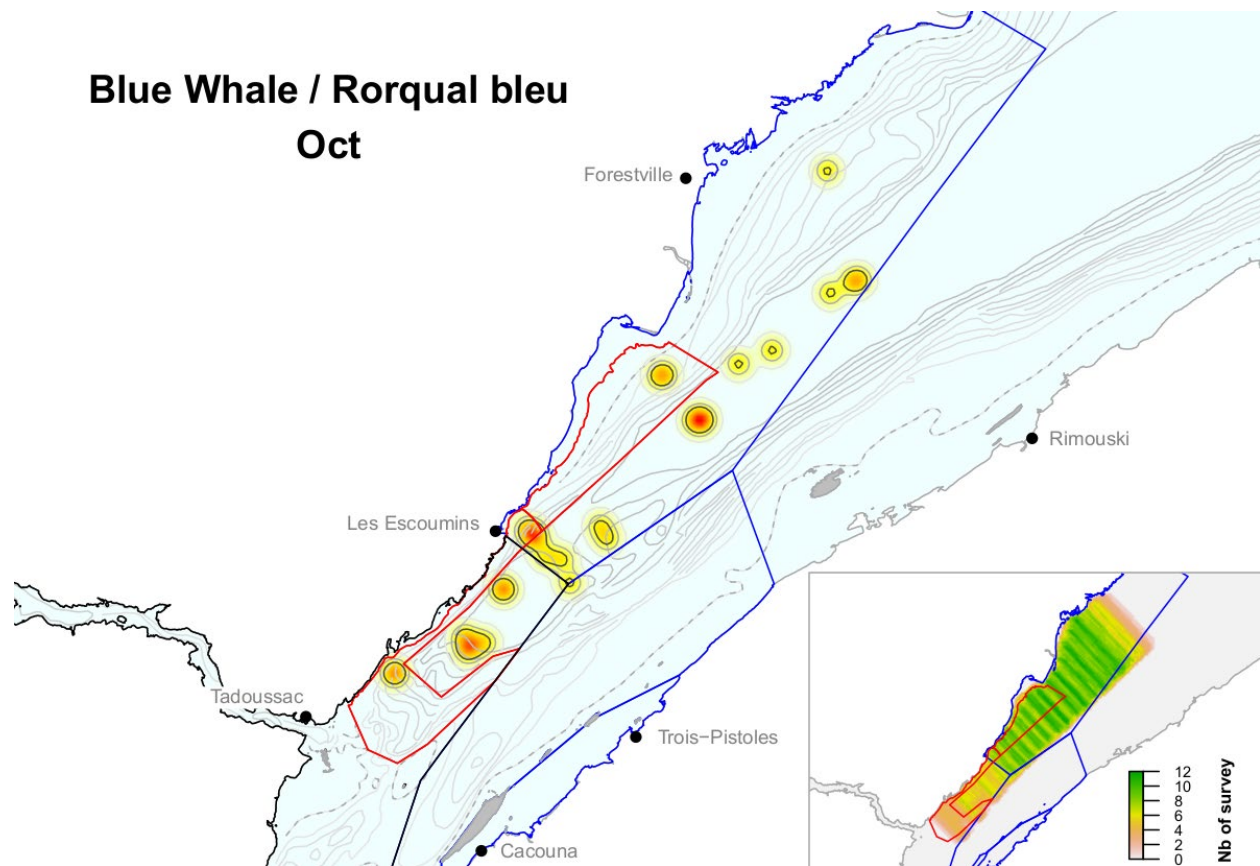 Blue Whale / Rorqual bleu
Oct
Forestville
Rimouski
Les Escoumins
Tadoussac
Trois−Pistoles
Cacouna
12
10
8
6
4
2
0
Nb of survey